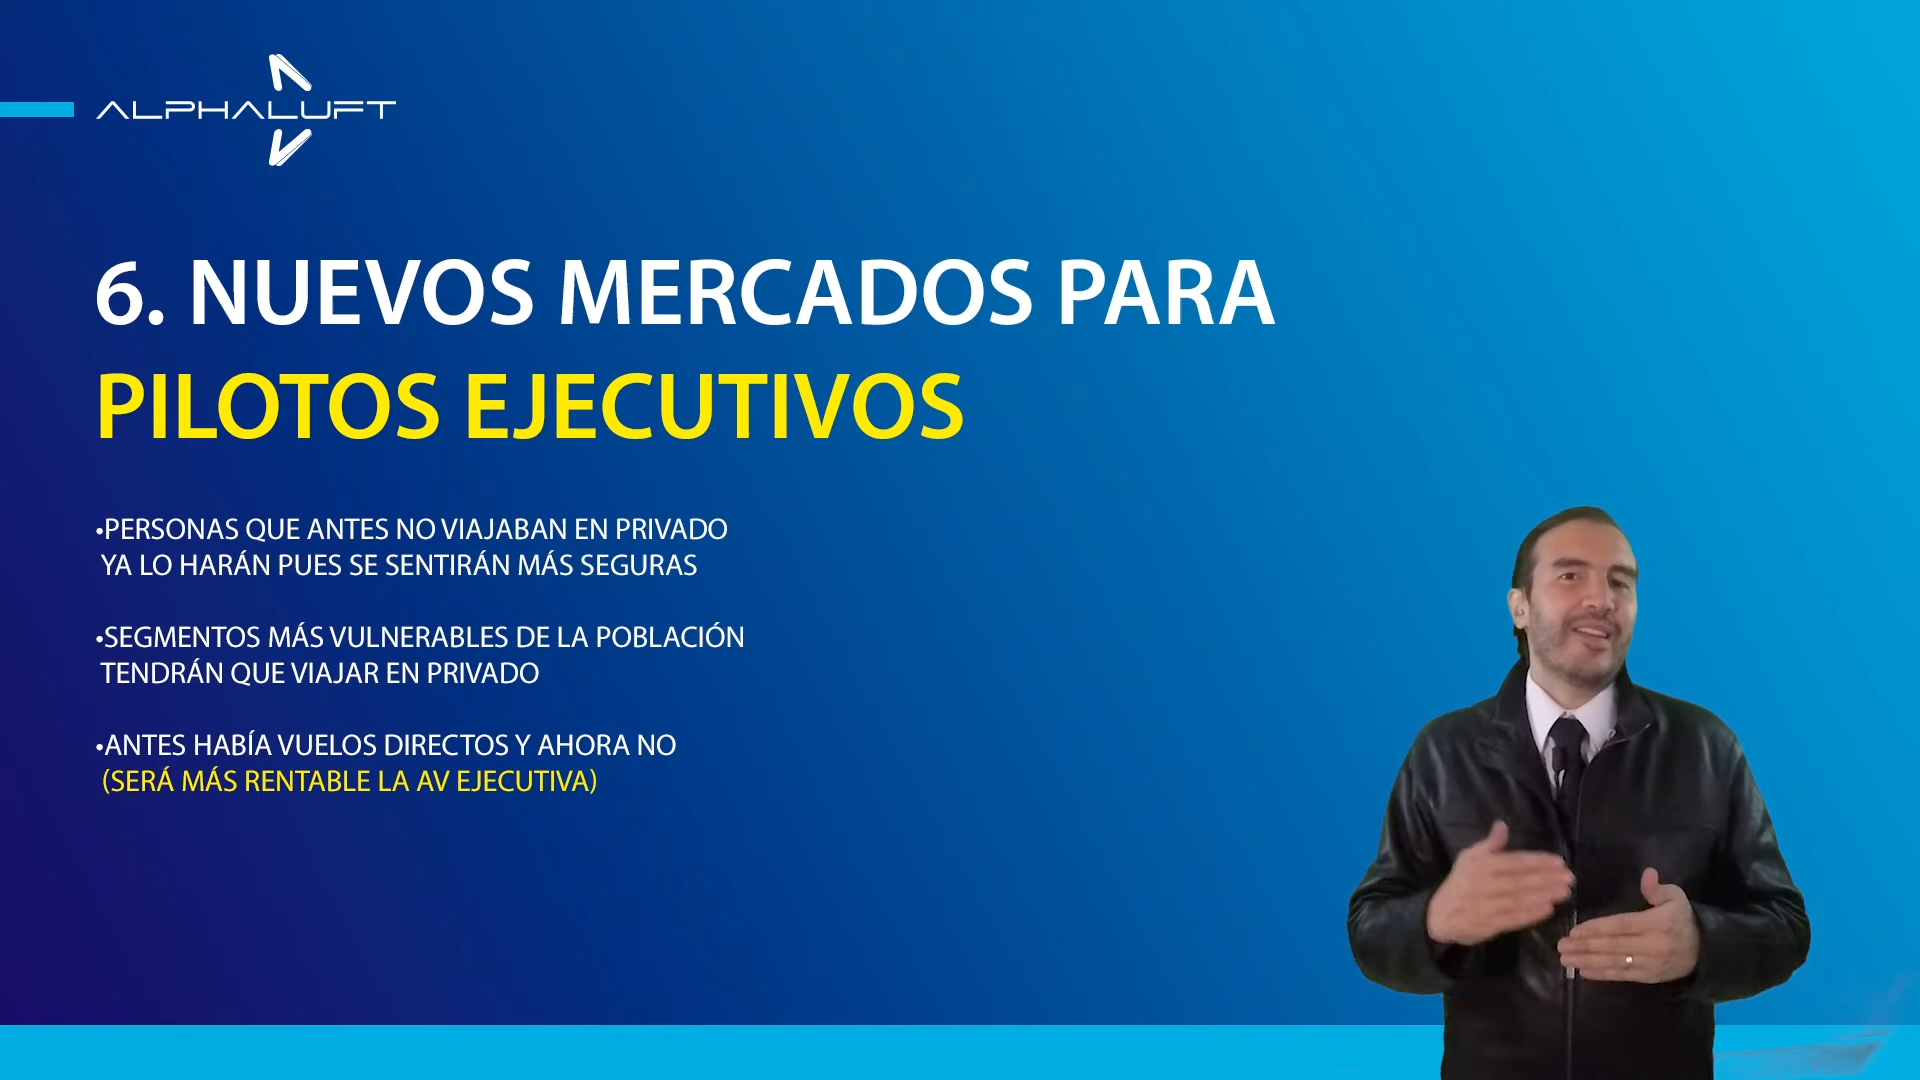 ALPHALUFT
6. NUEVOS MERCADOS PARA
PILOTOS EJECUTIVOS
•PERSONAS QUE ANTES NO VIAJABAN EN PRIVADO
YA LO HARÁN PUES SE SENTIRÁN MÁS SEGURAS
•SEGMENTOS MÁS VULNERABLES DE LA POBLACIÓN
TENDRÁN QUE VIAJAR EN PRIVADO
•ANTES HABÍA VUELOS DIRECTOS Y AHORA NO
(SERÁ MÁS RENTABLE LA AV EJECUTIVA)